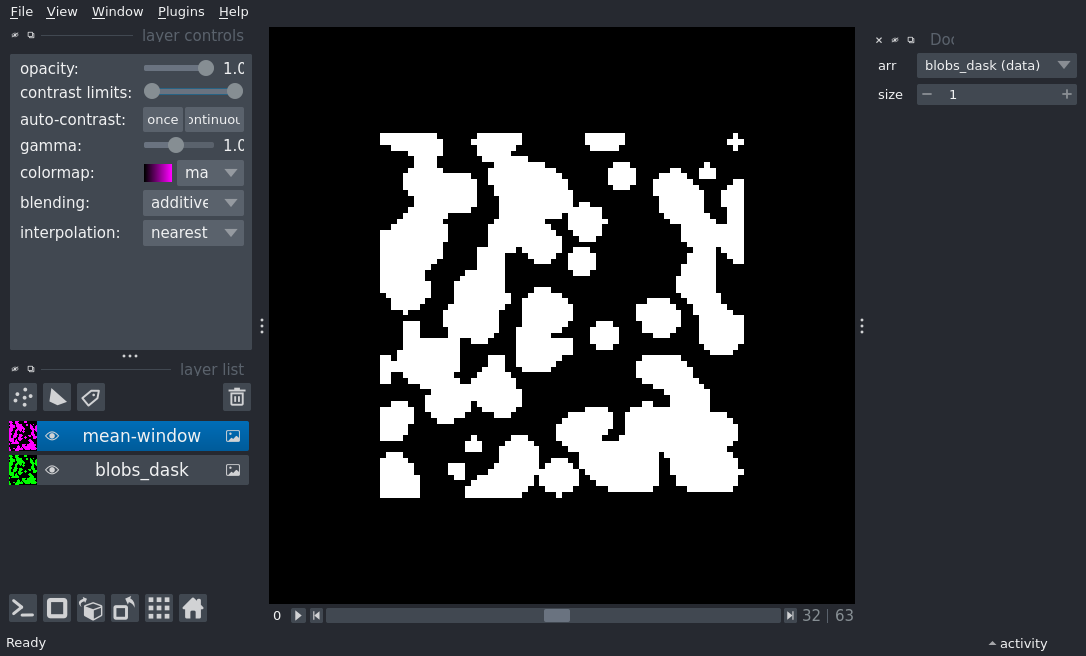 File View Window Plugins Help
layer controls
opacity: 1.0
contrast limits:
auto-contrast: once ontinuou
gamma: 1.0
colormap: ma
blending: additive
interpolation: nearest
layer list
mean-window
blobs_dask
0 32 | 63
Ready
Doc
arr blobs_dask (data)
size 1
activity